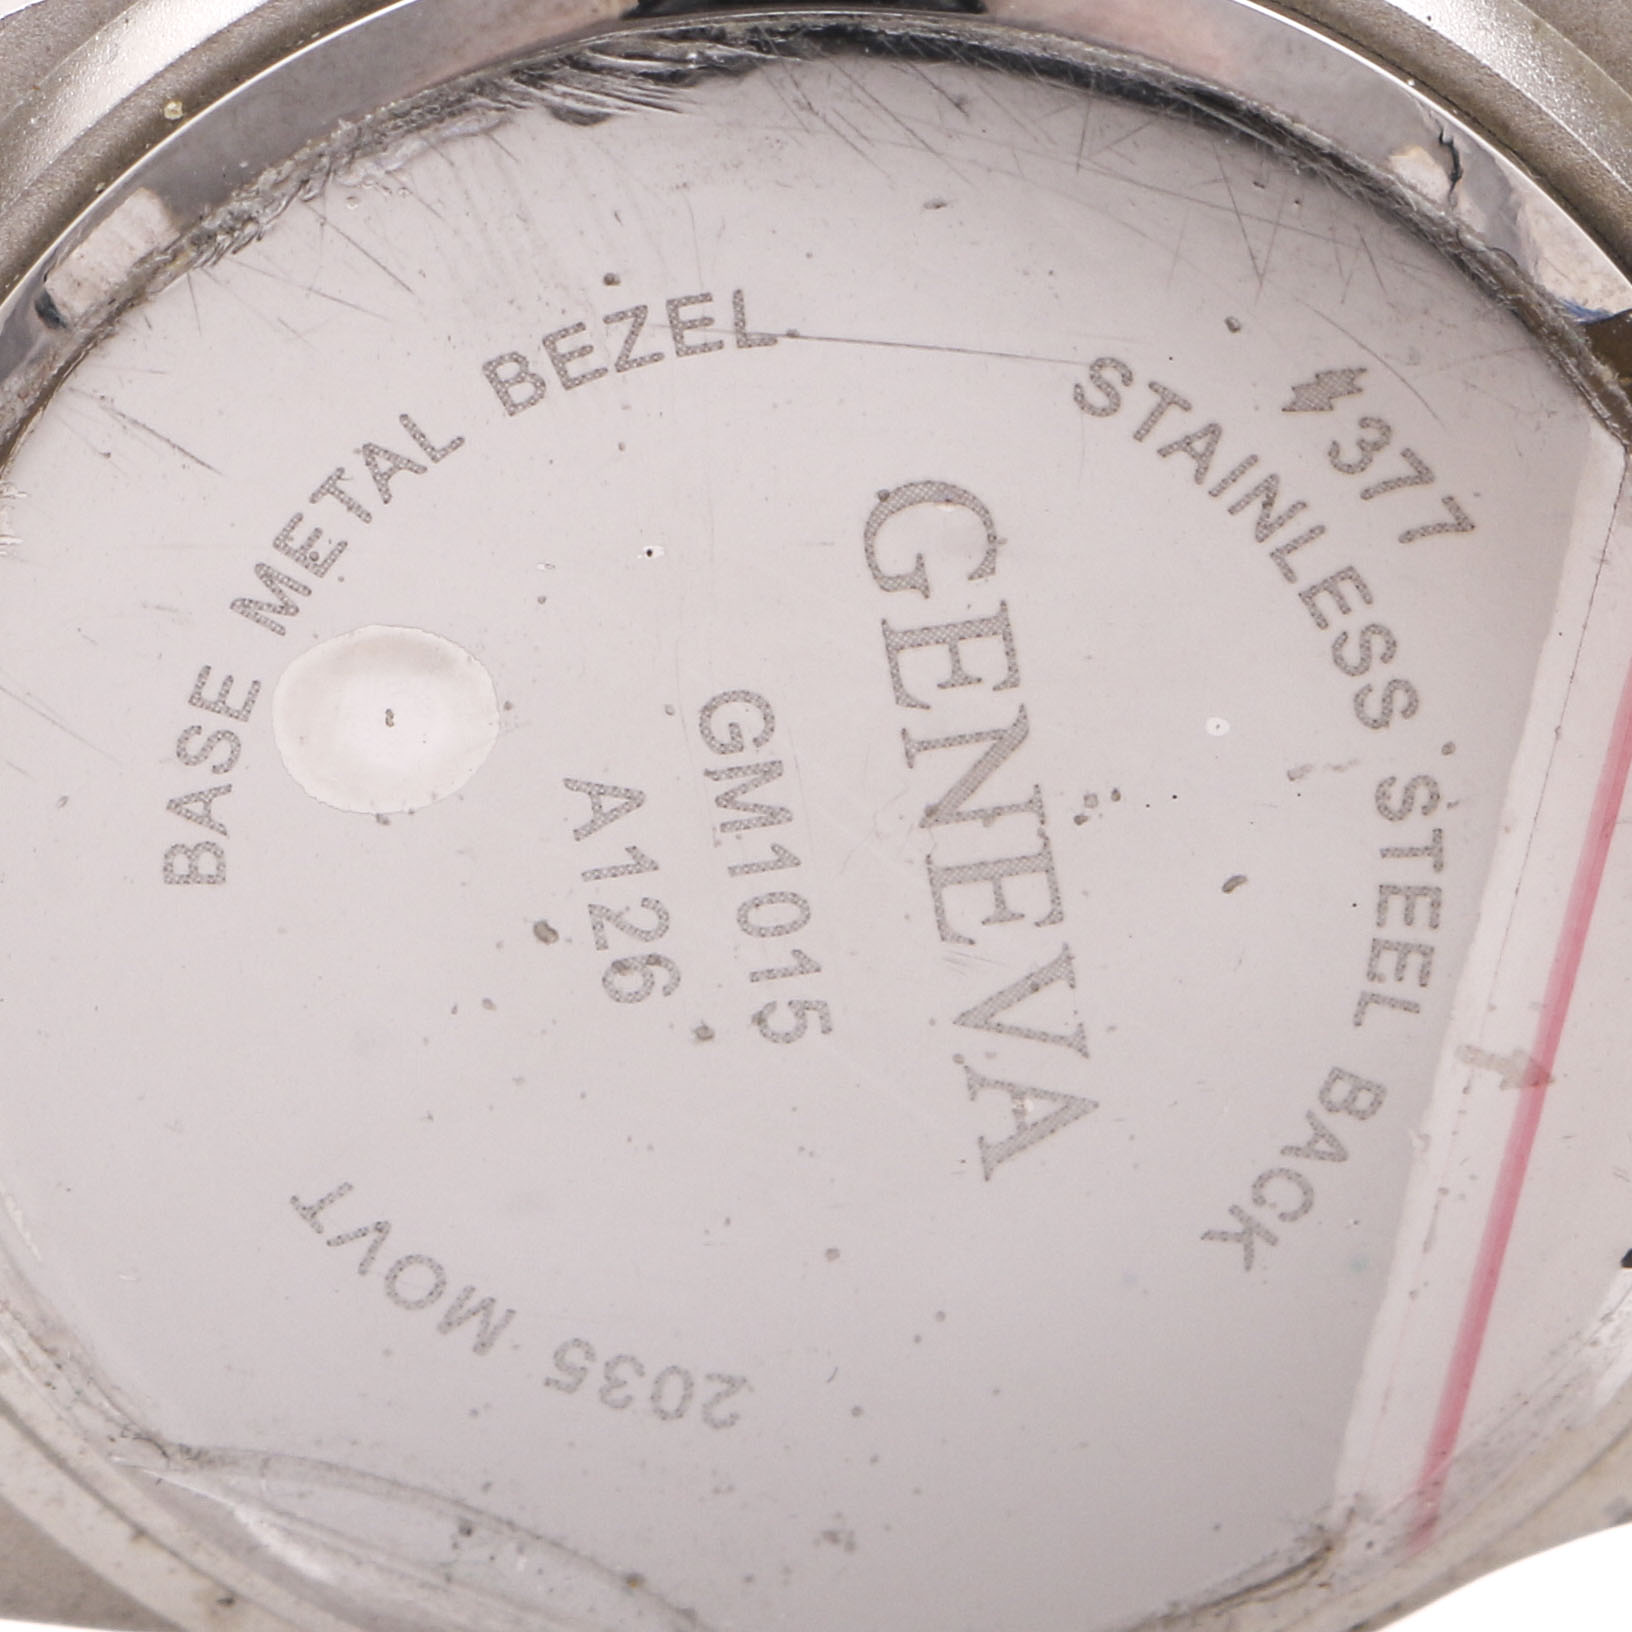 377
STAINLESS STEEL BACK
GENEVA
GM1015
A126
BASE METAL BEZEL
2035 MOVT